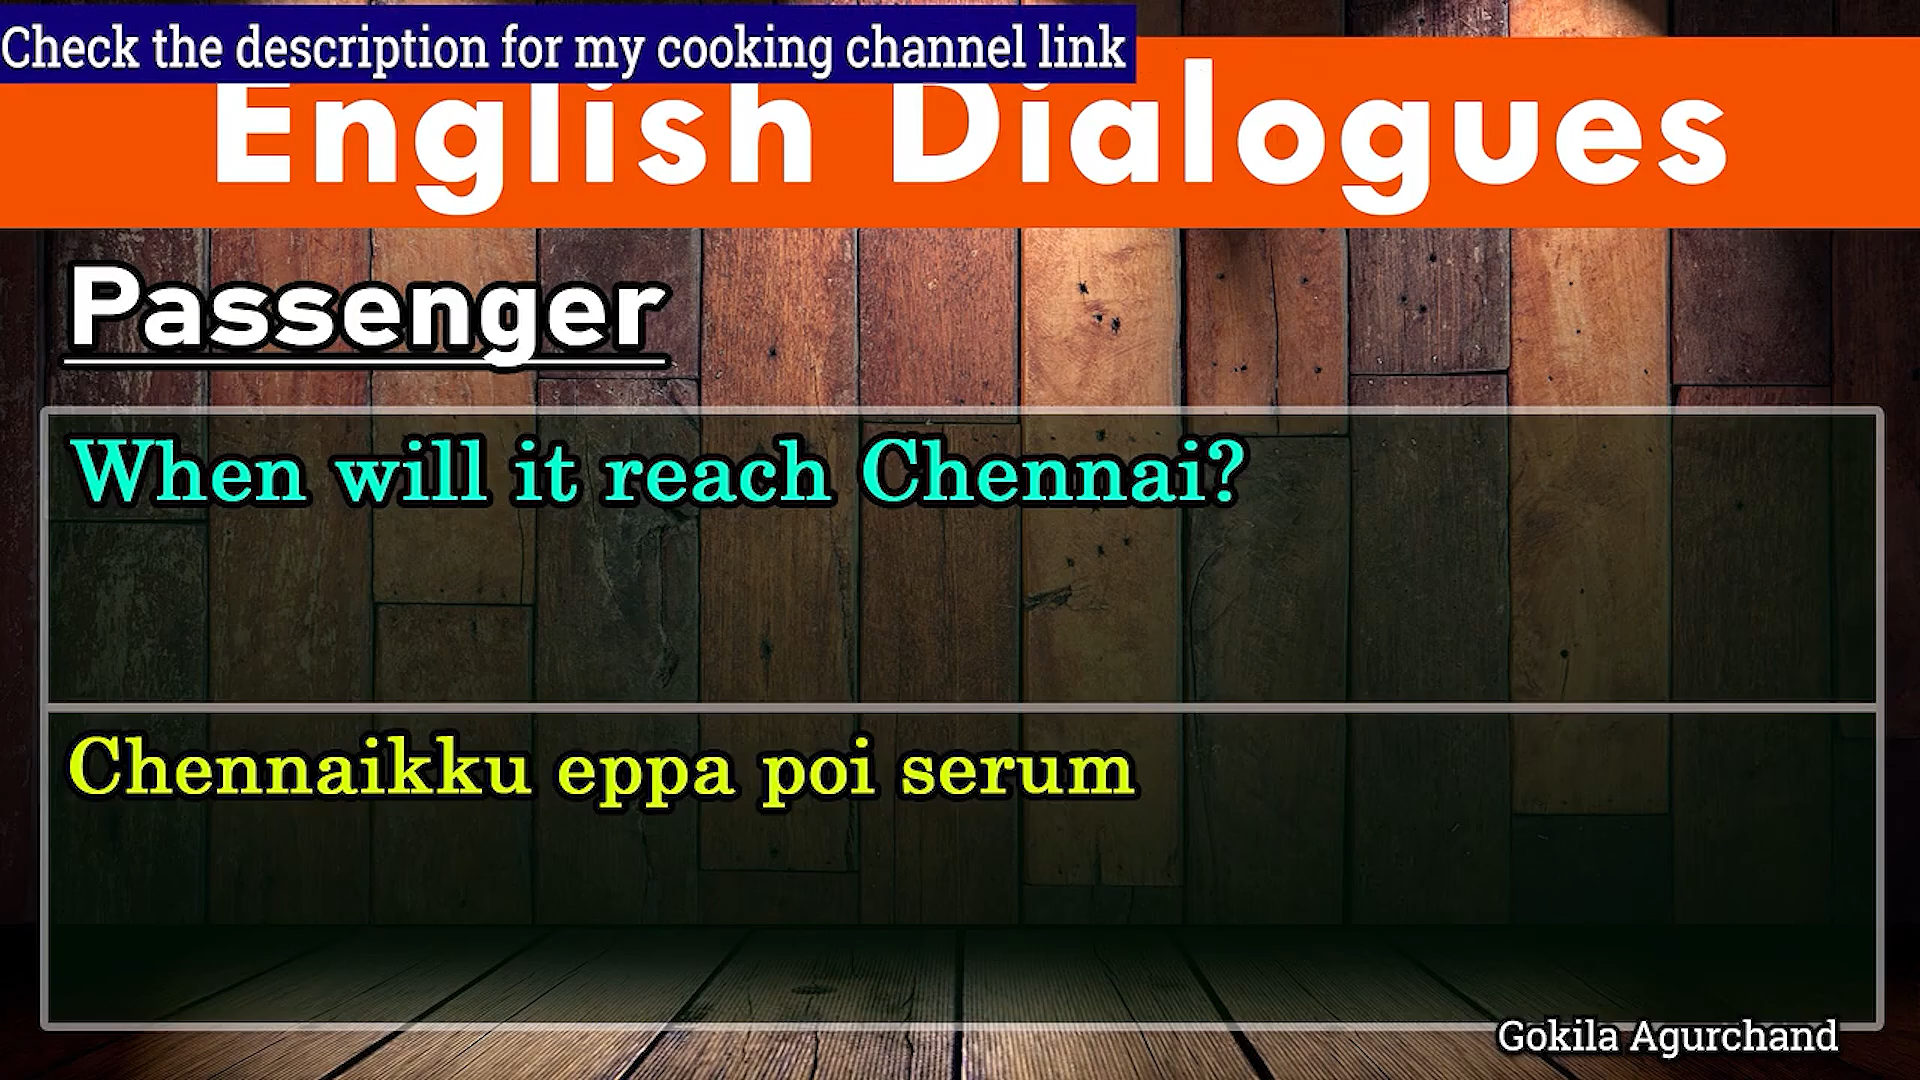 Check the description for my cooking channel link
English Dialogues
Passenger
When will it reach Chennai?
Chennaikku eppa poi serum
Gokila Agurchand